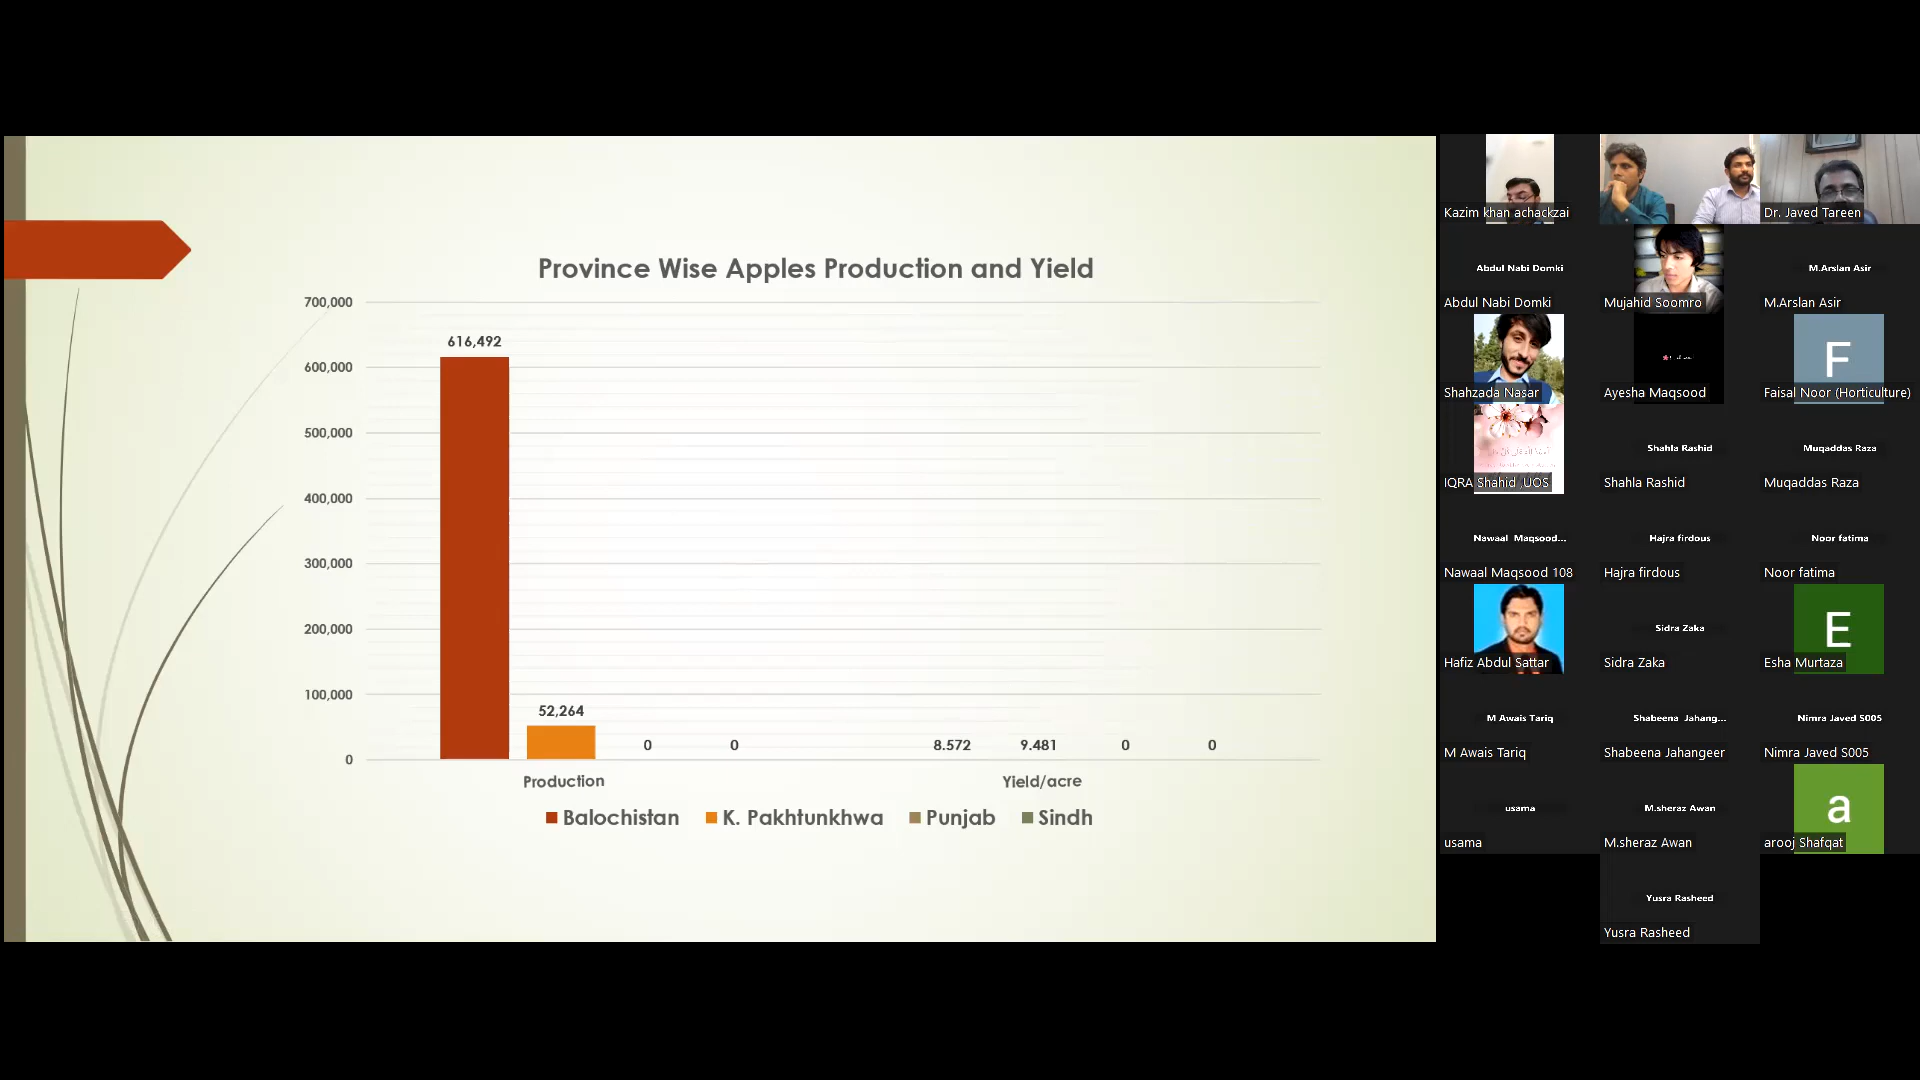 Province Wise Apples Production and Yield
700,000
600,000
500,000
400,000
300,000
200,000
100,000
0
616,492
52,264
0
0
8.572
9.481
0
0
Production
Yield/acre
Balochistan
K. Pakhtunkhwa
Punjab
Sindh
Kazim khan achackzai
Dr. Javed Tareen
Abdul Nabi Domki
M.Arslan Asir
Abdul Nabi Domki
Mujahid Soomro
M.Arslan Asir
F
Shahzada Nasar
Ayesha Maqsood
Faisal Noor (Horticulture)
Shahla Rashid
Muqaddas Raza
IQRA Shahid ,UOS
Shahla Rashid
Muqaddas Raza
Nawaal Maqsood...
Hajra firdous
Noor fatima
Nawaal Maqsood 108
Hajra firdous
Noor fatima
Sidra Zaka
E
Hafiz Abdul Sattar
Sidra Zaka
Esha Murtaza
M Awais Tariq
Shabeena Jahang...
Nimra Javed S005
M Awais Tariq
Shabeena Jahangeer
Nimra Javed S005
usama
M.sheraz Awan
a
usama
M.sheraz Awan
arooj Shafqat
Yusra Rasheed
Yusra Rasheed